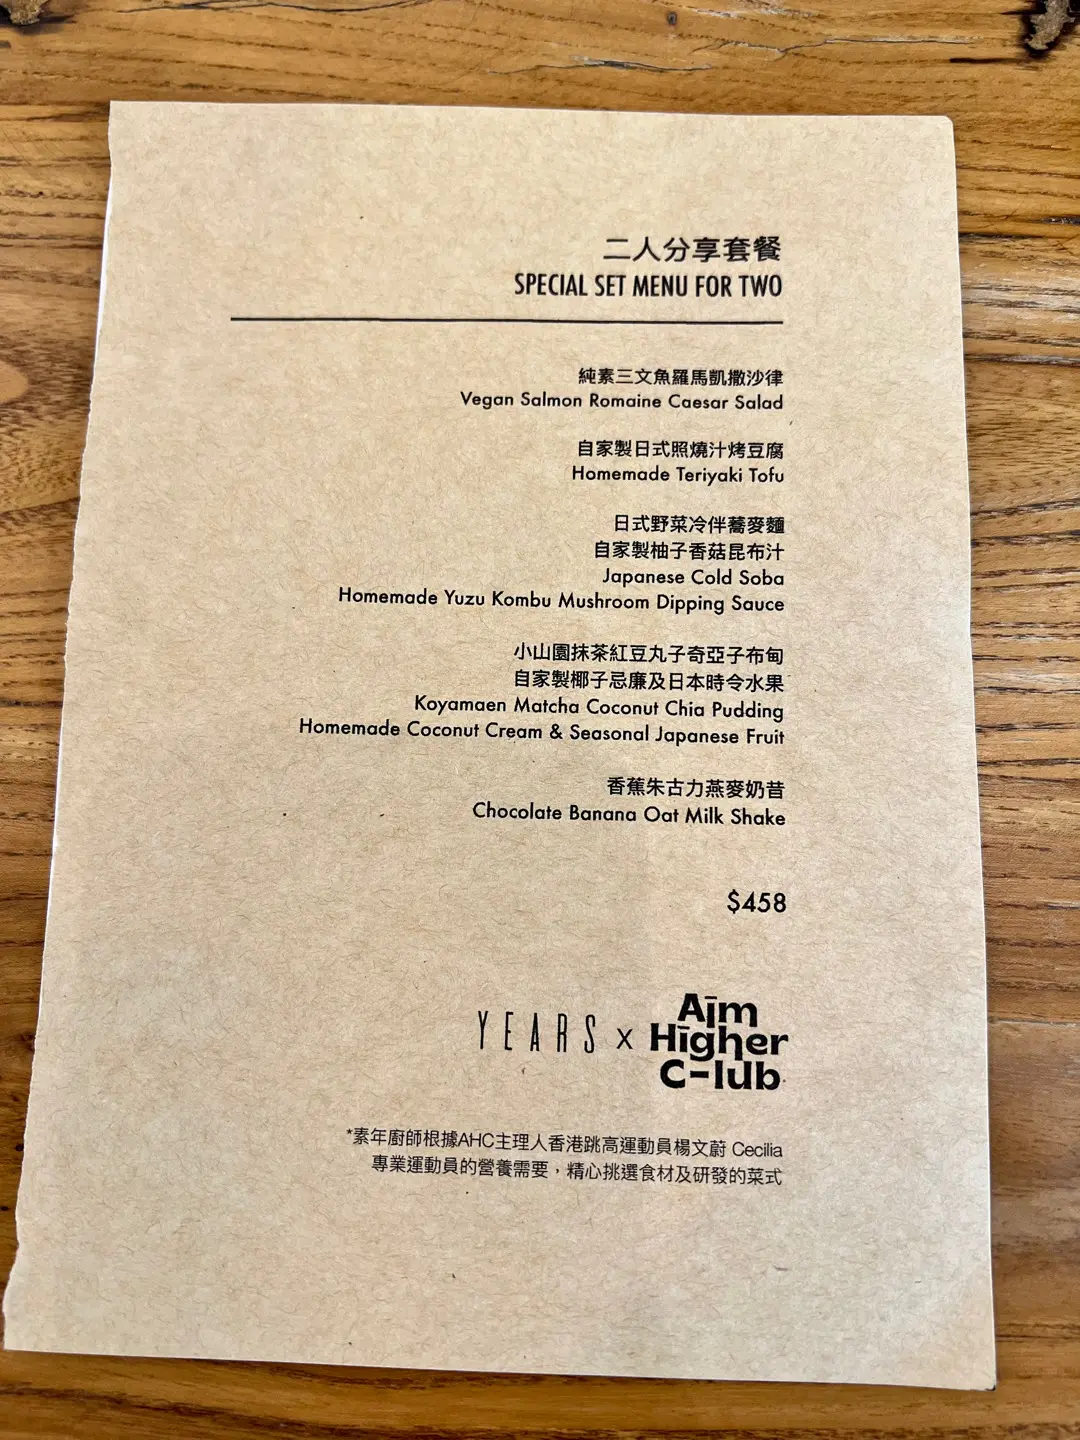 二人分享套餐
SPECIAL SET MENU FOR TWO
純素三文魚羅馬凱撒沙律
Vegan Salmon Romaine Caesar Salad
自家製日式照燒汁烤豆腐
Homemade Teriyaki Tofu
日式野菜冷伴蕎麥麵
自家製柚子香菇昆布汁
Japanese Cold Soba
Homemade Yuzu Kombu Mushroom Dipping Sauce
小山園抹茶紅豆丸子奇亞子布甸
自家製椰子忌廉及日本時令水果
Koyamaen Matcha Coconut Chia Pudding
Homemade Coconut Cream & Seasonal Japanese Fruit
香蕉朱古力燕麥奶昔
Chocolate Banana Oat Milk Shake
$458
YEARS x Aim Higher C-lub
*素年廚師根據AHC主理人香港跳高運動員楊文蔚 Cecilia
專業運動員的營養需要，精心挑選食材及研發的菜式